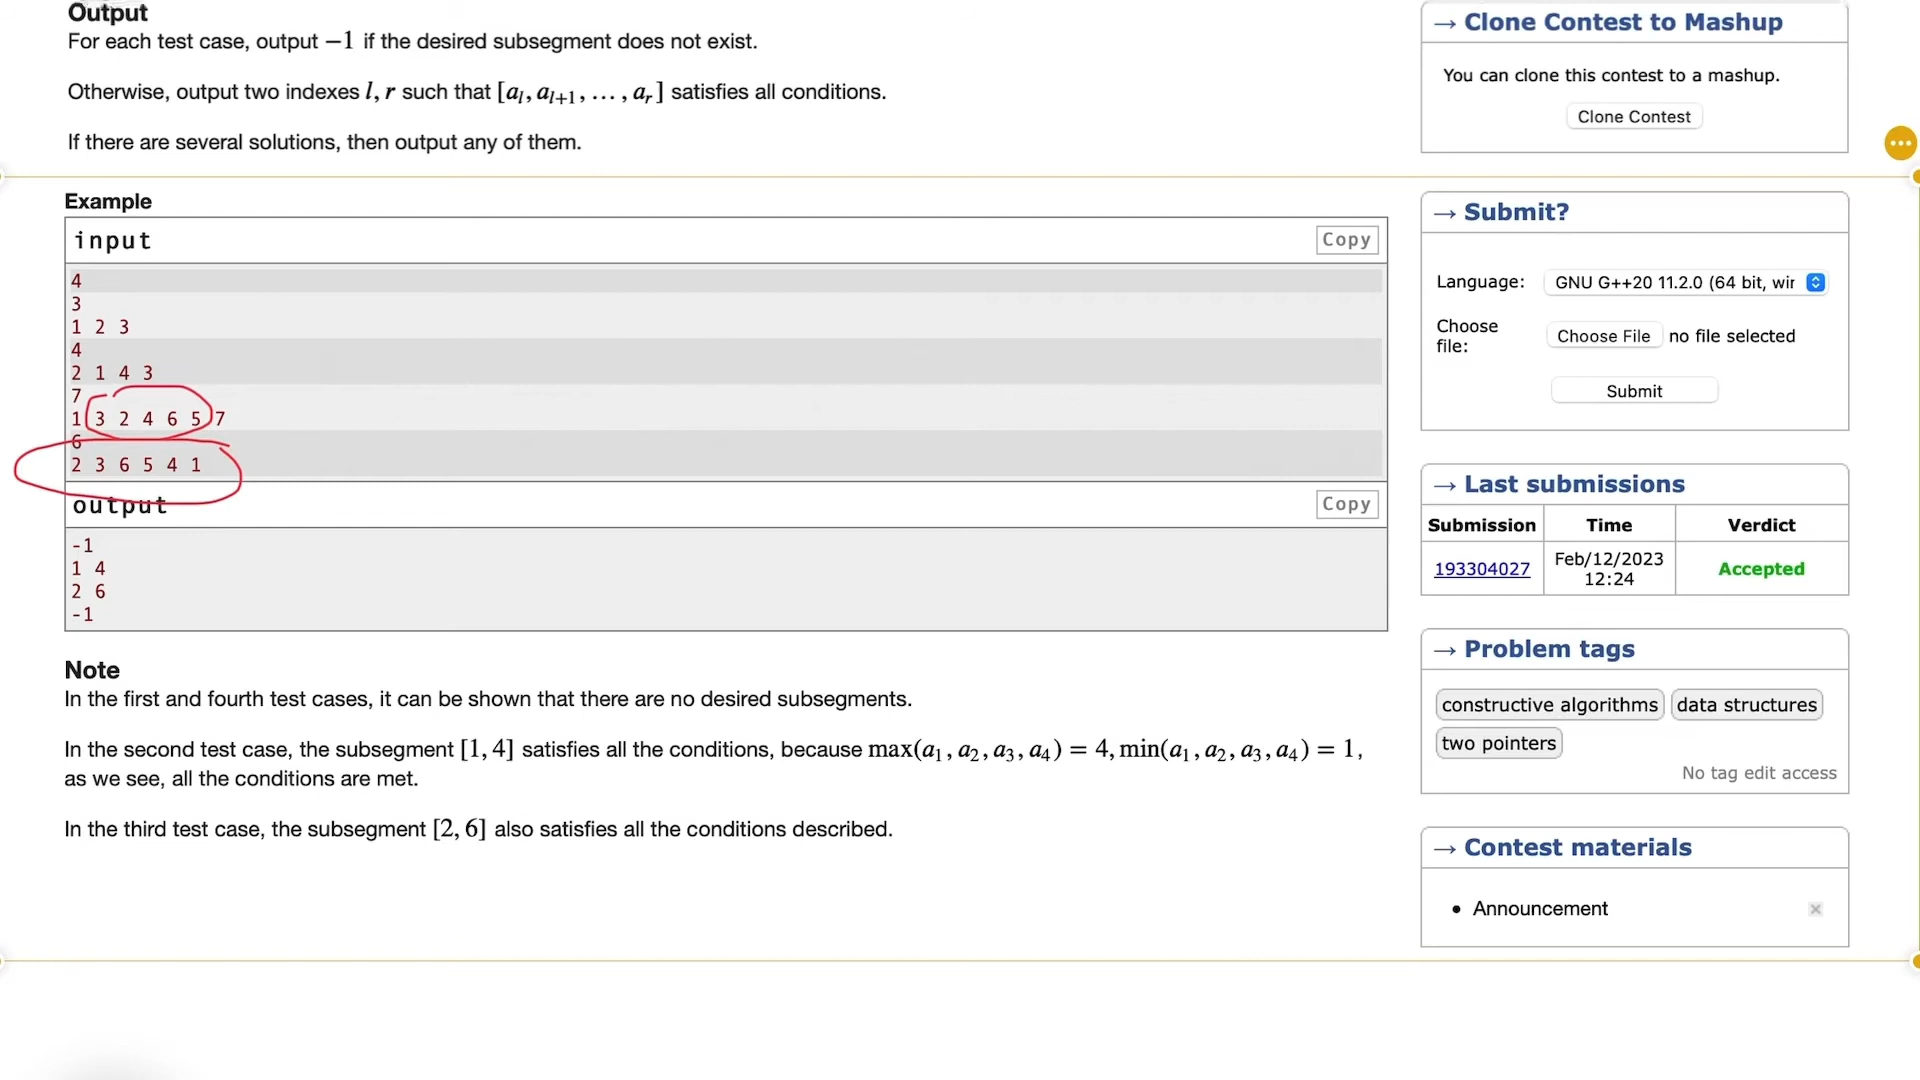 Output
For each test case, output −1 if the desired subsegment does not exist.
Otherwise, output two indexes l, r such that [a_l, a_{l+1}, … , a_r] satisfies all conditions.
If there are several solutions, then output any of them.
Example
input
Copy
4
3
1 2 3
4
2 1 4 3
7
1 3 2 4 6 5 7
6
2 3 6 5 4 1
output
Copy
-1
1 4
2 6
-1
Note
In the first and fourth test cases, it can be shown that there are no desired subsegments.
In the second test case, the subsegment [1, 4] satisfies all the conditions, because max(a_1, a_2, a_3, a_4) = 4, min(a_1, a_2, a_3, a_4) = 1,
as we see, all the conditions are met.
In the third test case, the subsegment [2, 6] also satisfies all the conditions described.
→ Clone Contest to Mashup
You can clone this contest to a mashup.
Clone Contest
→ Submit?
Language: GNU G++20 11.2.0 (64 bit, wir
Choose
file:
Choose File no file selected
Submit
→ Last submissions
Submission Time Verdict
193304027 Feb/12/2023 12:24 Accepted
→ Problem tags
constructive algorithms data structures
two pointers
No tag edit access
→ Contest materials
• Announcement